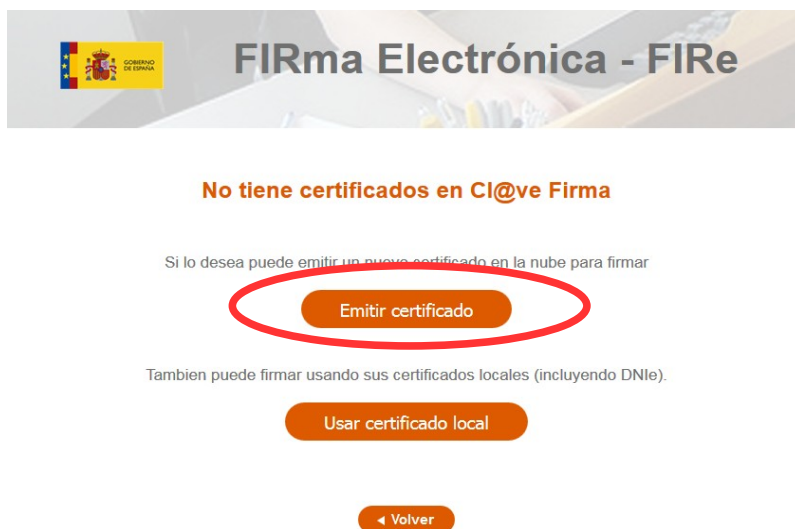 GOBIERNO
DE ESPAÑA
FIRma Electrónica - FIRe
No tiene certificados en Cl@ve Firma
Si lo desea puede emitir un nuevo certificado en la nube para firmar
Emitir certificado
Tambien puede firmar usando sus certificados locales (incluyendo DNIe).
Usar certificado local
Volver